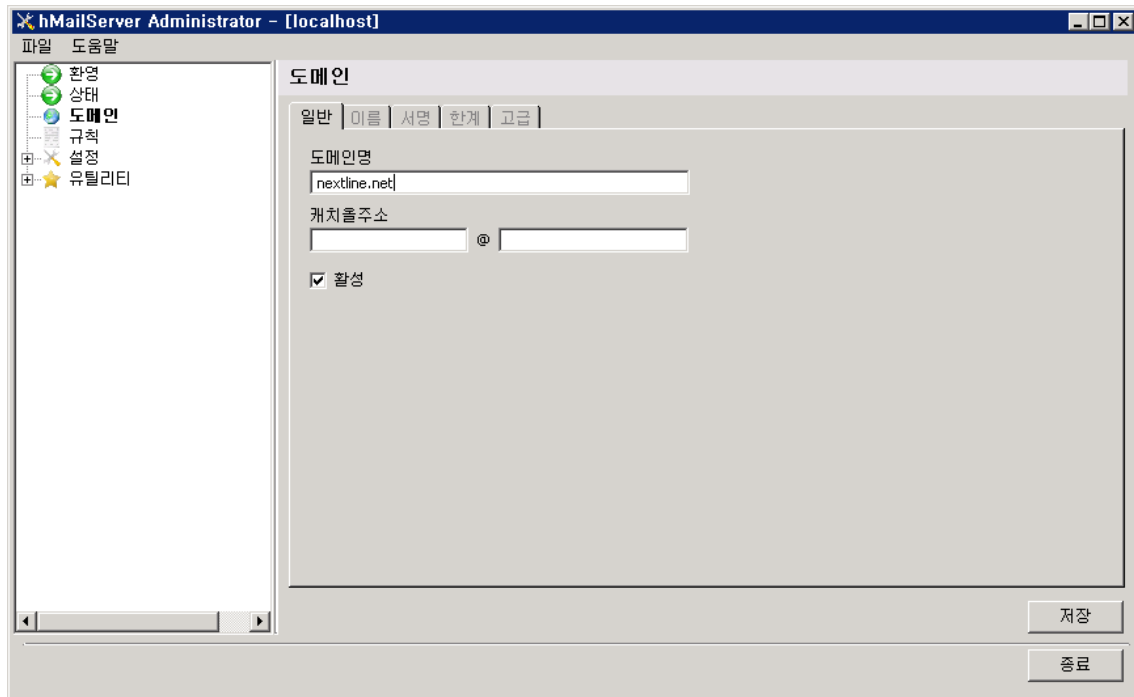 hMailServer Administrator - [localhost]
파일 도움말
환영
상태
도메인
규칙
설정
유틸리티
도메인
일반 이름 서명 한계 고급
도메인명
nextline.net
캐치올주소
@
활성
저장
종료